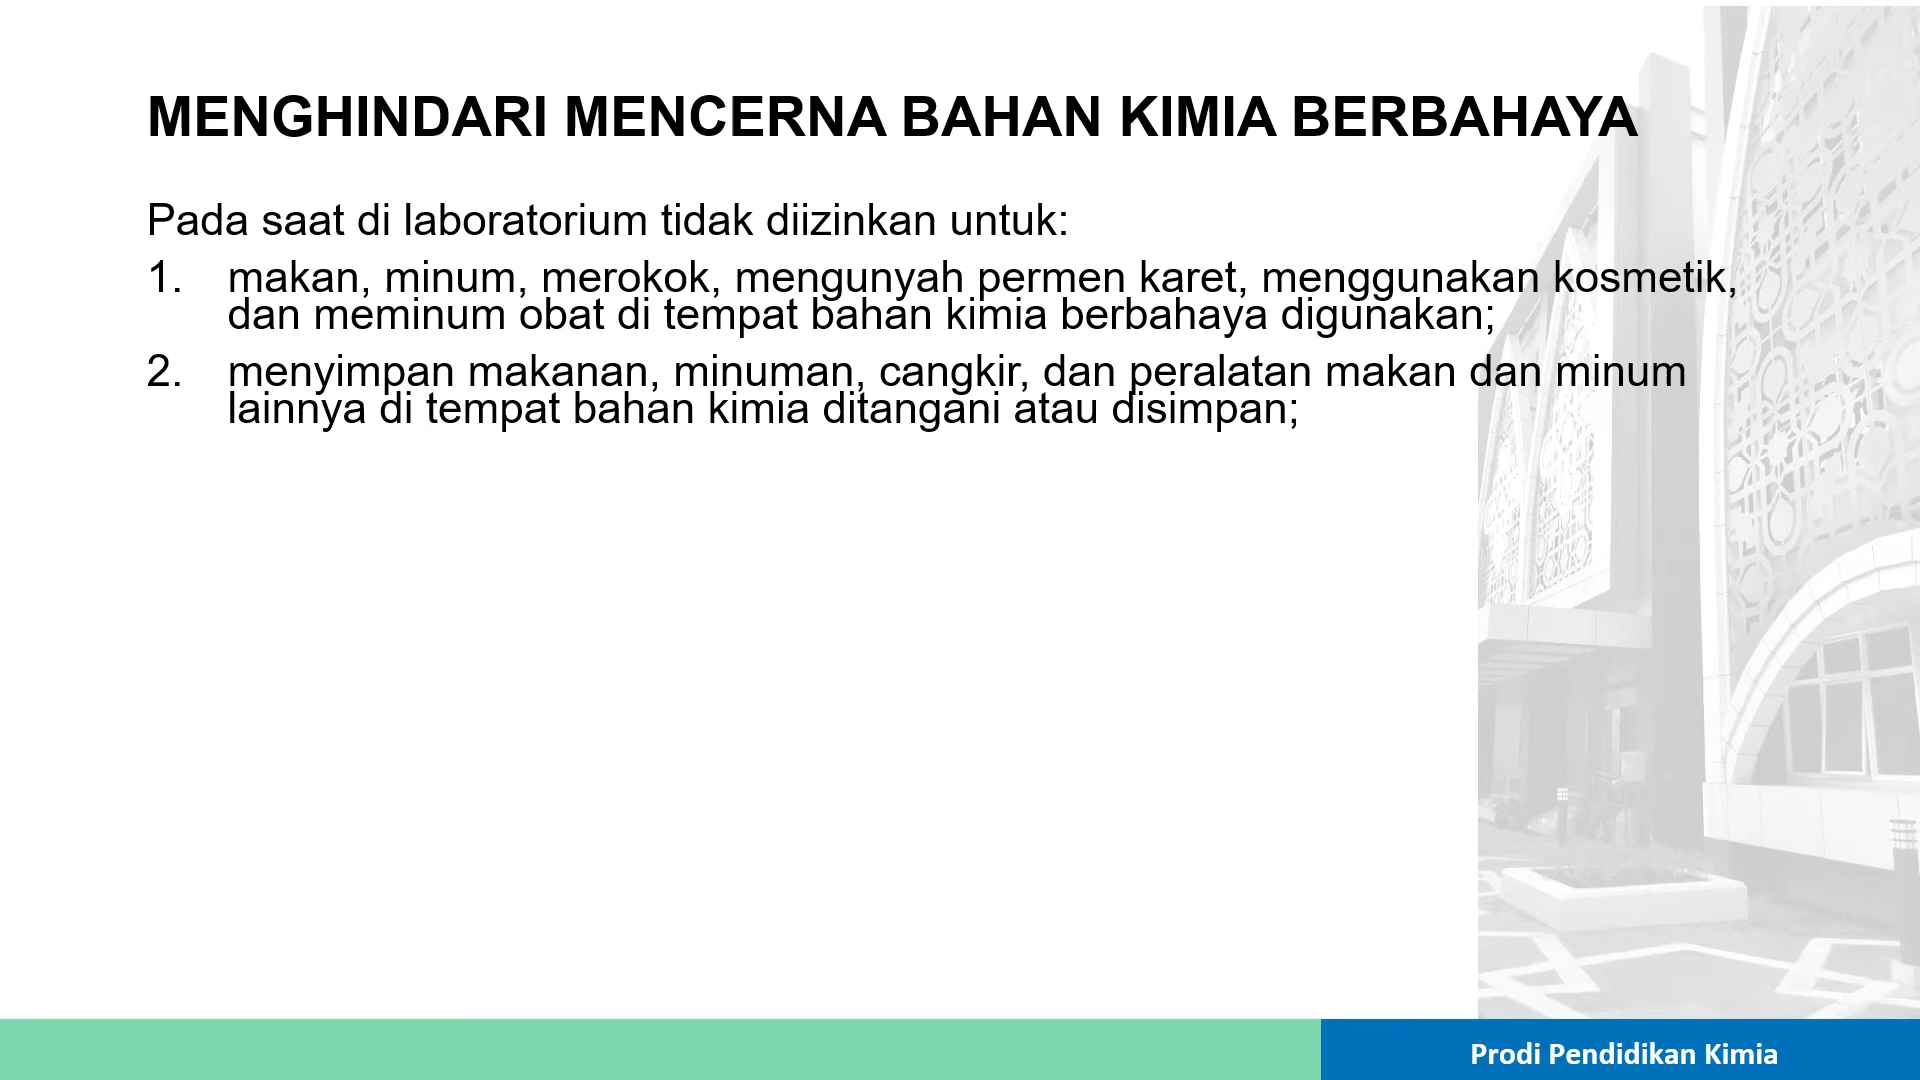 MENGHINDARI MENCERNA BAHAN KIMIA BERBAHAYA
Pada saat di laboratorium tidak diizinkan untuk:
1. makan, minum, merokok, mengunyah permen karet, menggunakan kosmetik,
dan meminum obat di tempat bahan kimia berbahaya digunakan;
2. menyimpan makanan, minuman, cangkir, dan peralatan makan dan minum
lainnya di tempat bahan kimia ditangani atau disimpan;
Prodi Pendidikan Kimia